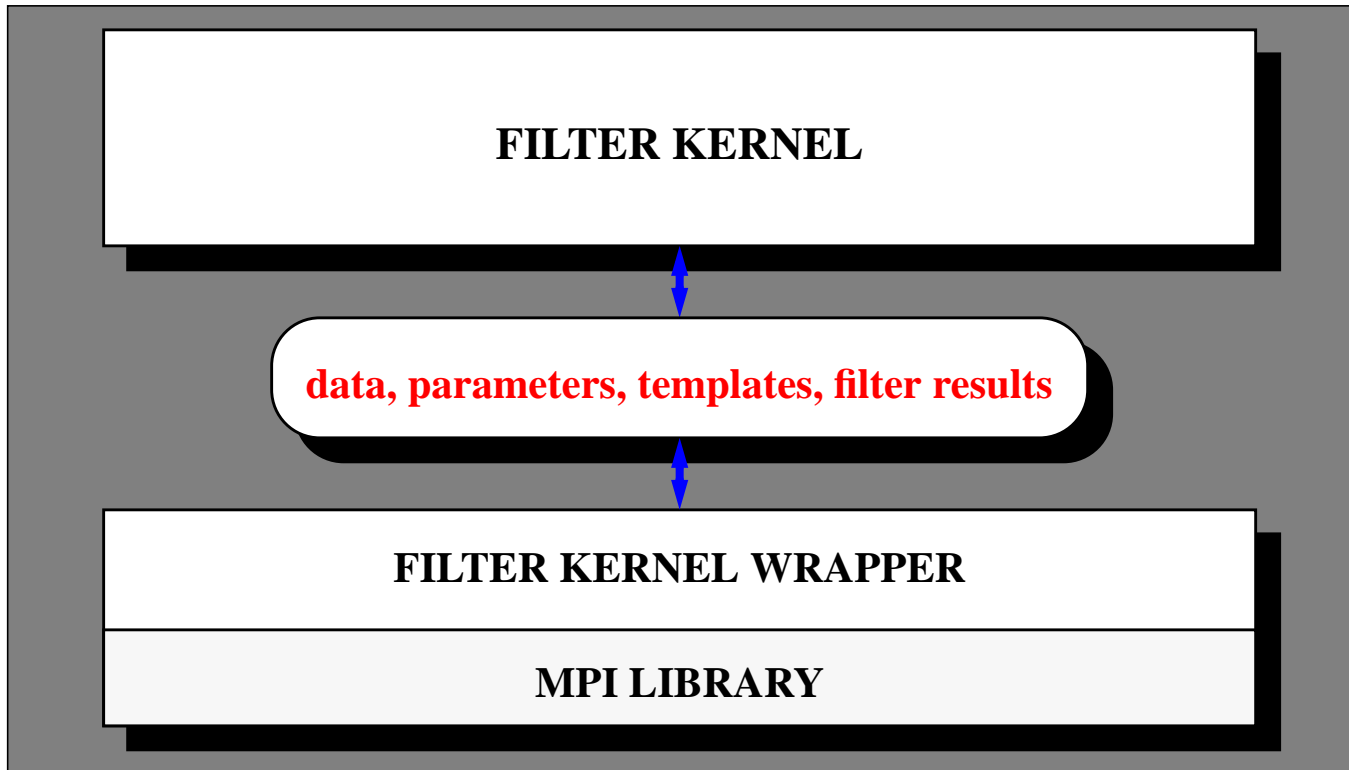 FILTER KERNEL
data, parameters, templates, filter results
FILTER KERNEL WRAPPER
MPI LIBRARY